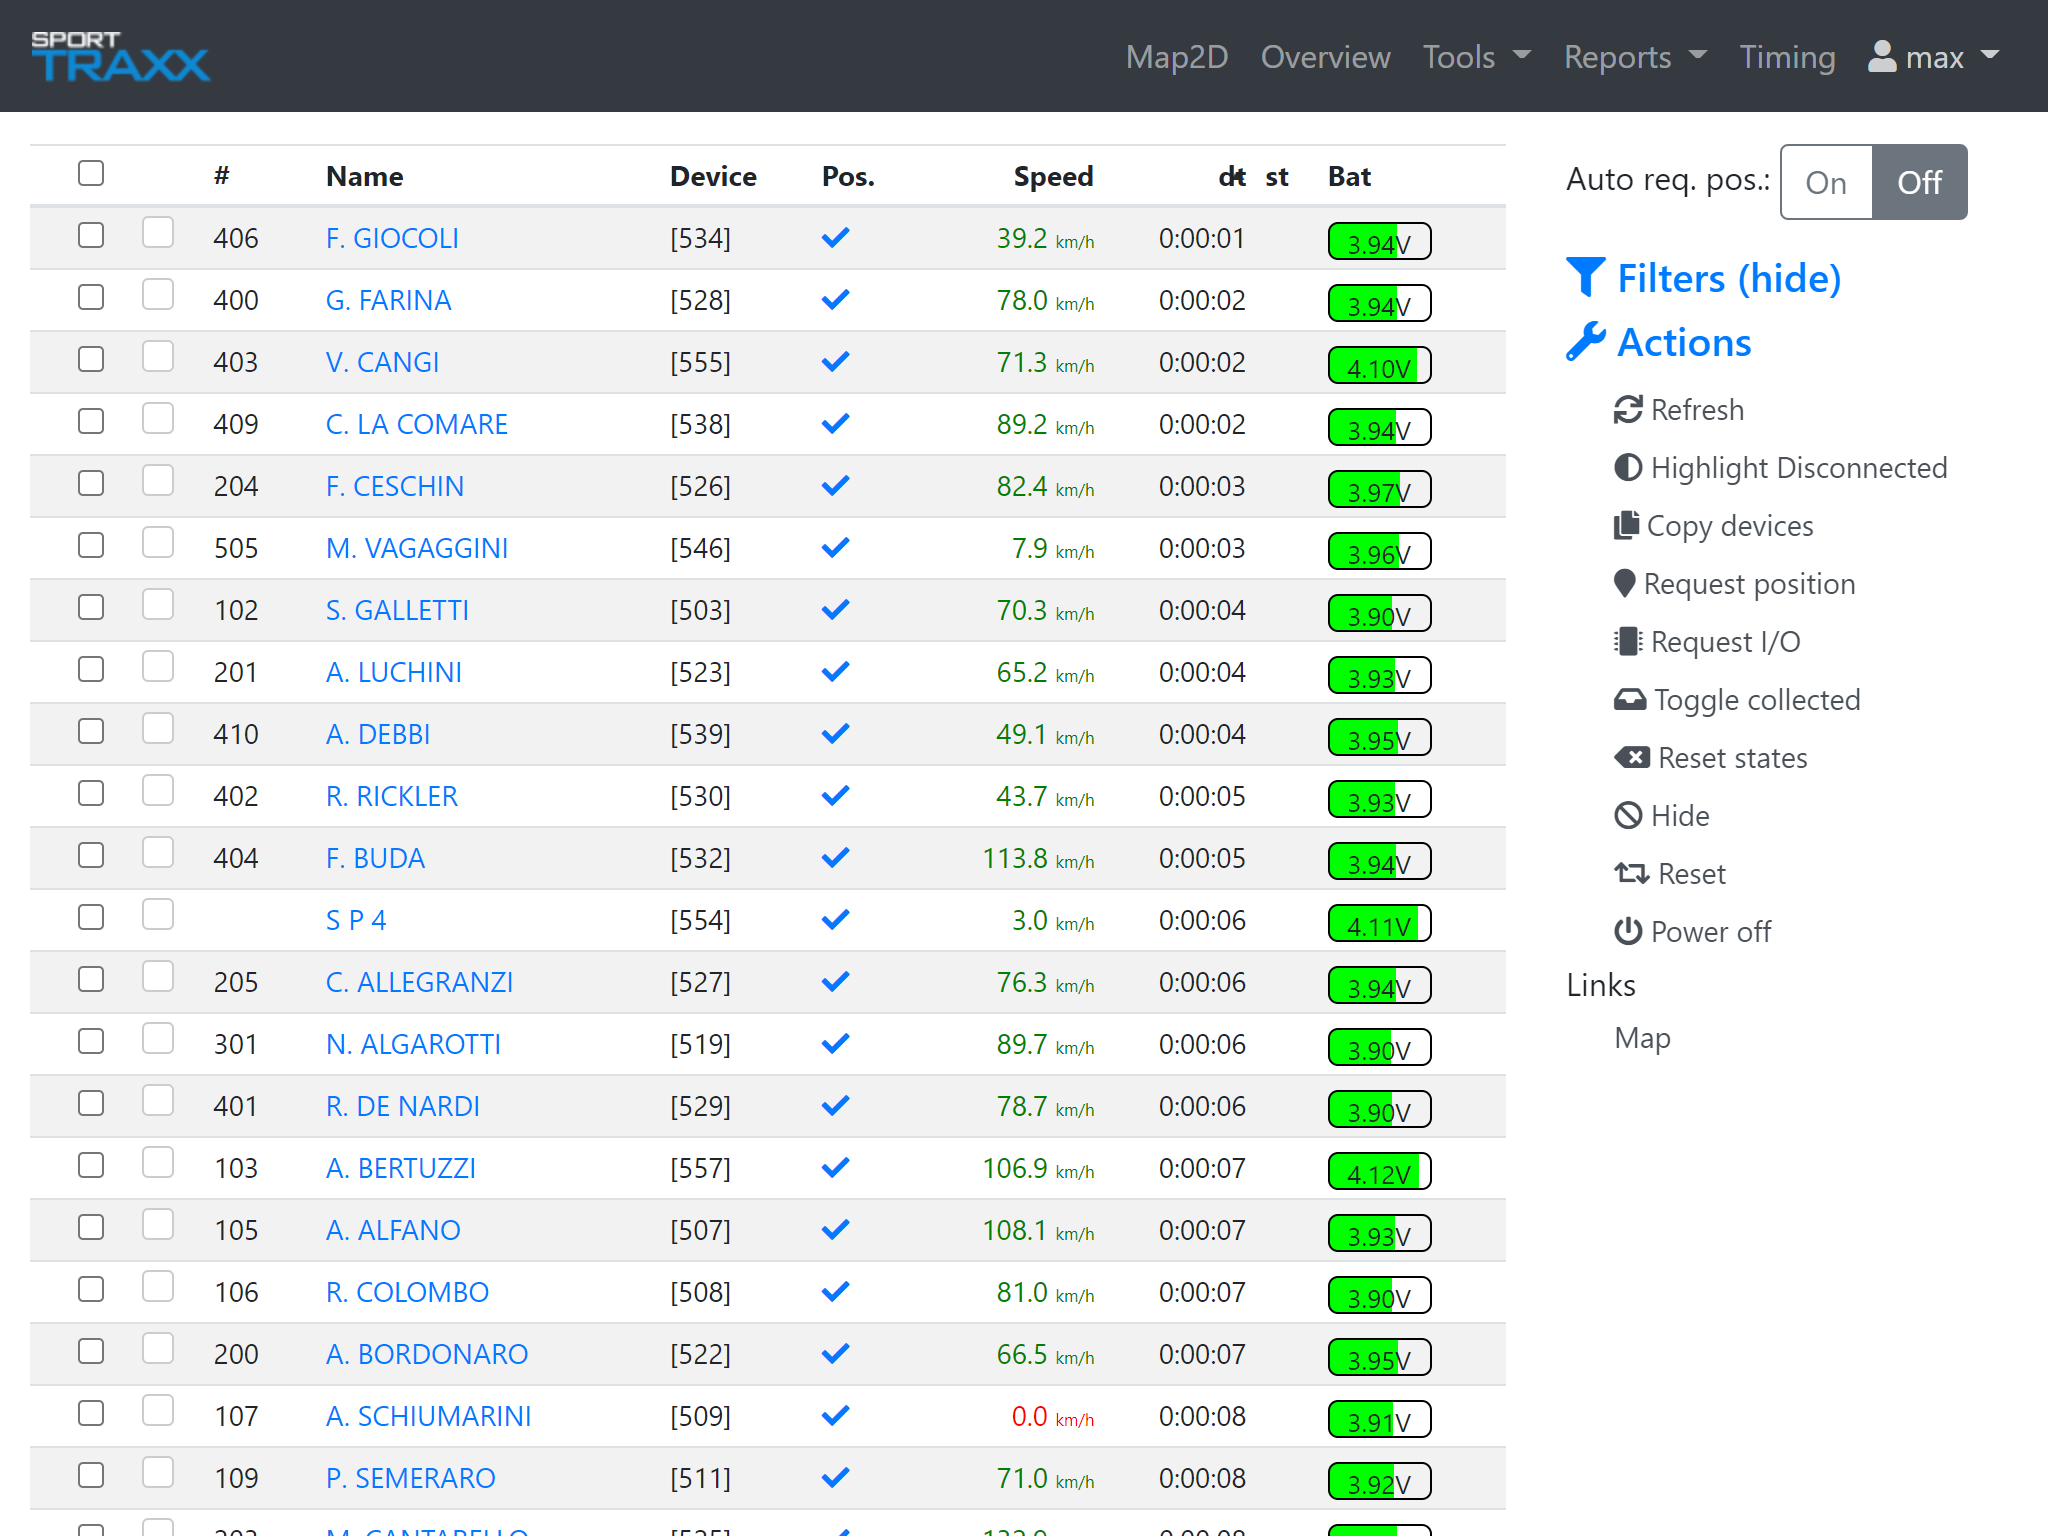 SPORT
TRAXX
Map2D Overview Tools Reports Timing max
# Name Device Pos. Speed dt st Bat
406 F. GIOCOLI [534] 39.2 km/h 0:00:01 3.94V
400 G. FARINA [528] 78.0 km/h 0:00:02 3.94V
403 V. CANGI [555] 71.3 km/h 0:00:02 4.10V
409 C. LA COMARE [538] 89.2 km/h 0:00:02 3.94V
204 F. CESCHIN [526] 82.4 km/h 0:00:03 3.97V
505 M. VAGAGGINI [546] 7.9 km/h 0:00:03 3.96V
102 S. GALLETTI [503] 70.3 km/h 0:00:04 3.90V
201 A. LUCHINI [523] 65.2 km/h 0:00:04 3.93V
410 A. DEBBI [539] 49.1 km/h 0:00:04 3.95V
402 R. RICKLER [530] 43.7 km/h 0:00:05 3.93V
404 F. BUDA [532] 113.8 km/h 0:00:05 3.94V
S P 4 [554] 3.0 km/h 0:00:06 4.11V
205 C. ALLEGRANZI [527] 76.3 km/h 0:00:06 3.94V
301 N. ALGAROTTI [519] 89.7 km/h 0:00:06 3.90V
401 R. DE NARDI [529] 78.7 km/h 0:00:06 3.90V
103 A. BERTUZZI [557] 106.9 km/h 0:00:07 4.12V
105 A. ALFANO [507] 108.1 km/h 0:00:07 3.93V
106 R. COLOMBO [508] 81.0 km/h 0:00:07 3.90V
200 A. BORDONARO [522] 66.5 km/h 0:00:07 3.95V
107 A. SCHIUMARINI [509] 0.0 km/h 0:00:08 3.91V
109 P. SEMERARO [511] 71.0 km/h 0:00:08 3.92V
Auto req. pos.: On Off
Filters (hide)
Actions
Refresh
Highlight Disconnected
Copy devices
Request position
Request I/O
Toggle collected
Reset states
Hide
Reset
Power off
Links
Map